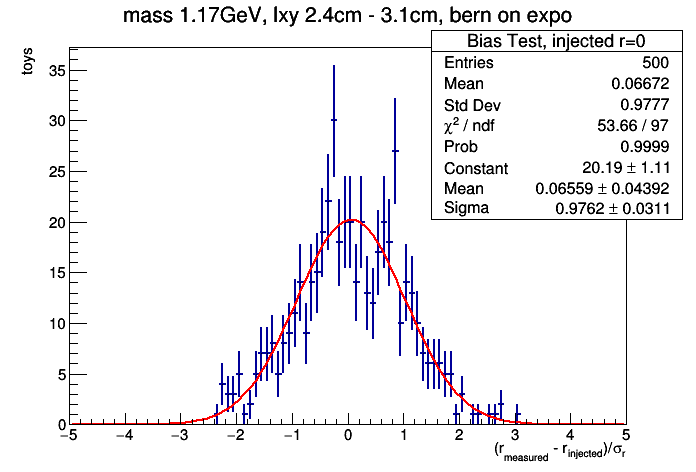 mass 1.17GeV, lxy 2.4cm - 3.1cm, bern on expo
toys
Bias Test, injected r=0
Entries 500
Mean 0.06672
Std Dev 0.9777
χ² / ndf 53.66 / 97
Prob 0.9999
Constant 20.19 ± 1.11
Mean 0.06559 ± 0.04392
Sigma 0.9762 ± 0.0311
35
30
25
20
15
10
5
0
−5 −4 −3 −2 −1 0 1 2 3 4 5
(r_measured - r_injected)/σ_r